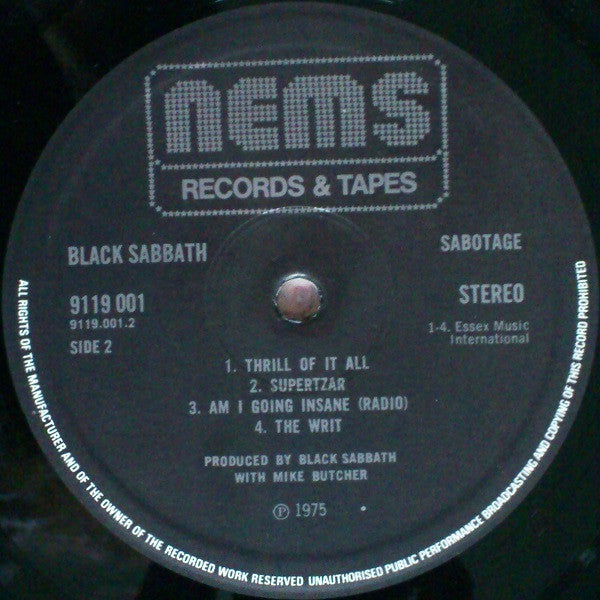 nems
RECORDS & TAPES
BLACK SABBATH
SABOTAGE
9119 001
9119.001.2
SIDE 2
STEREO
1-4. Essex Music
International
1. THRILL OF IT ALL
2. SUPERTZAR
3. AM I GOING INSANE (RADIO)
4. THE WRIT
PRODUCED BY BLACK SABBATH
WITH MIKE BUTCHER
Ⓟ 1975
ALL RIGHTS OF THE MANUFACTURER AND OF THE OWNER OF THE RECORDED WORK RESERVED UNAUTHORISED PUBLIC PERFORMANCE BROADCASTING AND COPYING OF THIS RECORD PROHIBITED